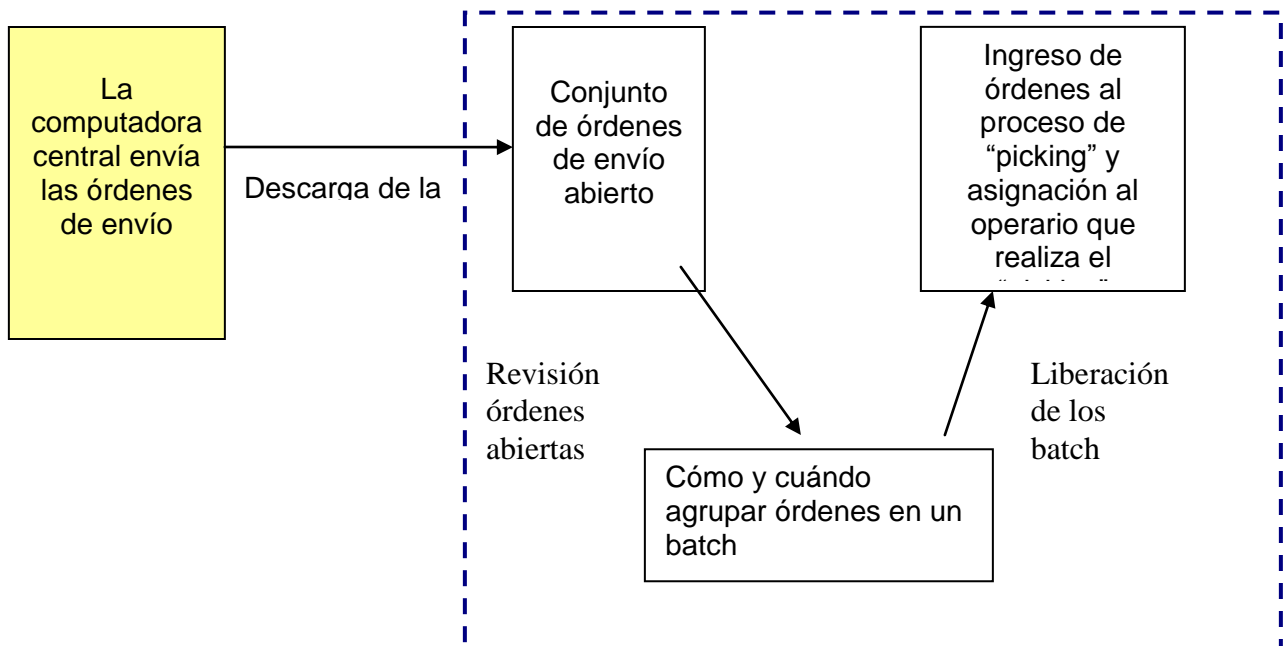 La
computadora
central envía
las órdenes
de envío
Descarga de la
Conjunto
de órdenes
de envío
abierto
Ingreso de
órdenes al
proceso de
“picking” y
asignación al
operario que
realiza el
Revisión
órdenes
abiertas
Cómo y cuándo
agrupar órdenes en un
batch
Liberación
de los
batch